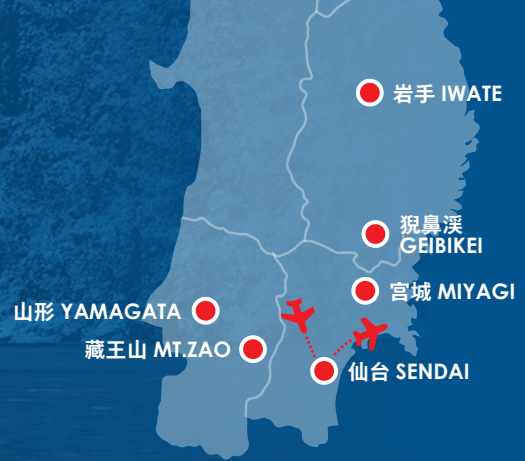 岩手 IWATE
猊鼻渓
GEIBIKEI
宮城 MIYAGI
山形 YAMAGATA
藏王山 MT.ZAO
仙台 SENDAI